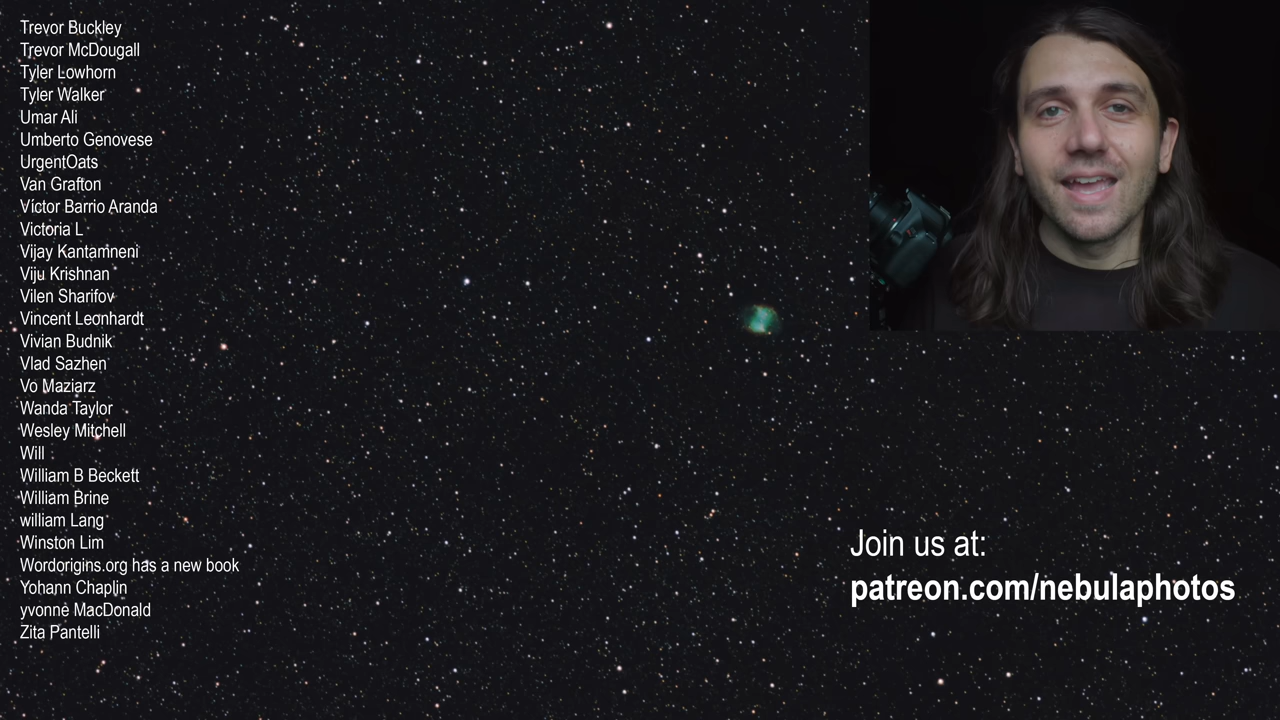 Trevor Buckley
Trevor McDougall
Tyler Lowhorn
Tyler Walker
Umar Ali
Umberto Genovese
UrgentOats
Van Grafton
Víctor Barrio Aranda
Victoria L
Vijay Kantamneni
Viju Krishnan
Vilen Sharifov
Vincent Leonhardt
Vivian Budnik
Vlad Sazhen
Vo Maziarz
Wanda Taylor
Wesley Mitchell
Will
William B Beckett
William Brine
william Lang
Winston Lim
Wordorigins.org has a new book
Yohann Chaplin
yvonne MacDonald
Zita Pantelli
Join us at:
patreon.com/nebulaphotos